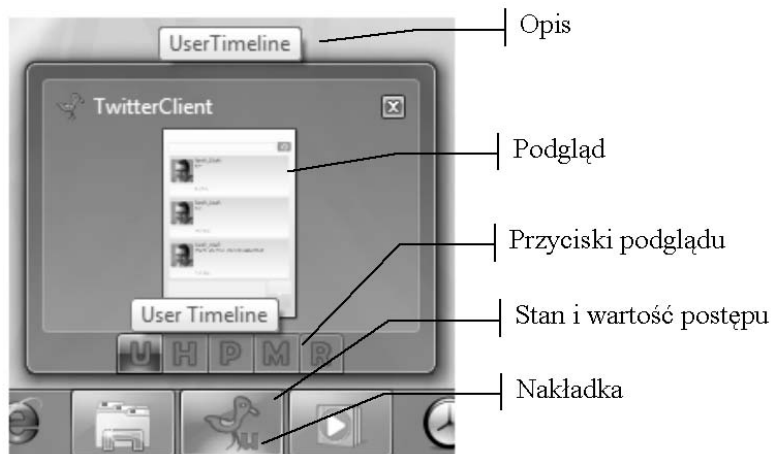 UserTimeline
Opis
TwitterClient
Podgląd
Przyciski podglądu
User Timeline
Stan i wartość postępu
U H P M R
u
Nakładka